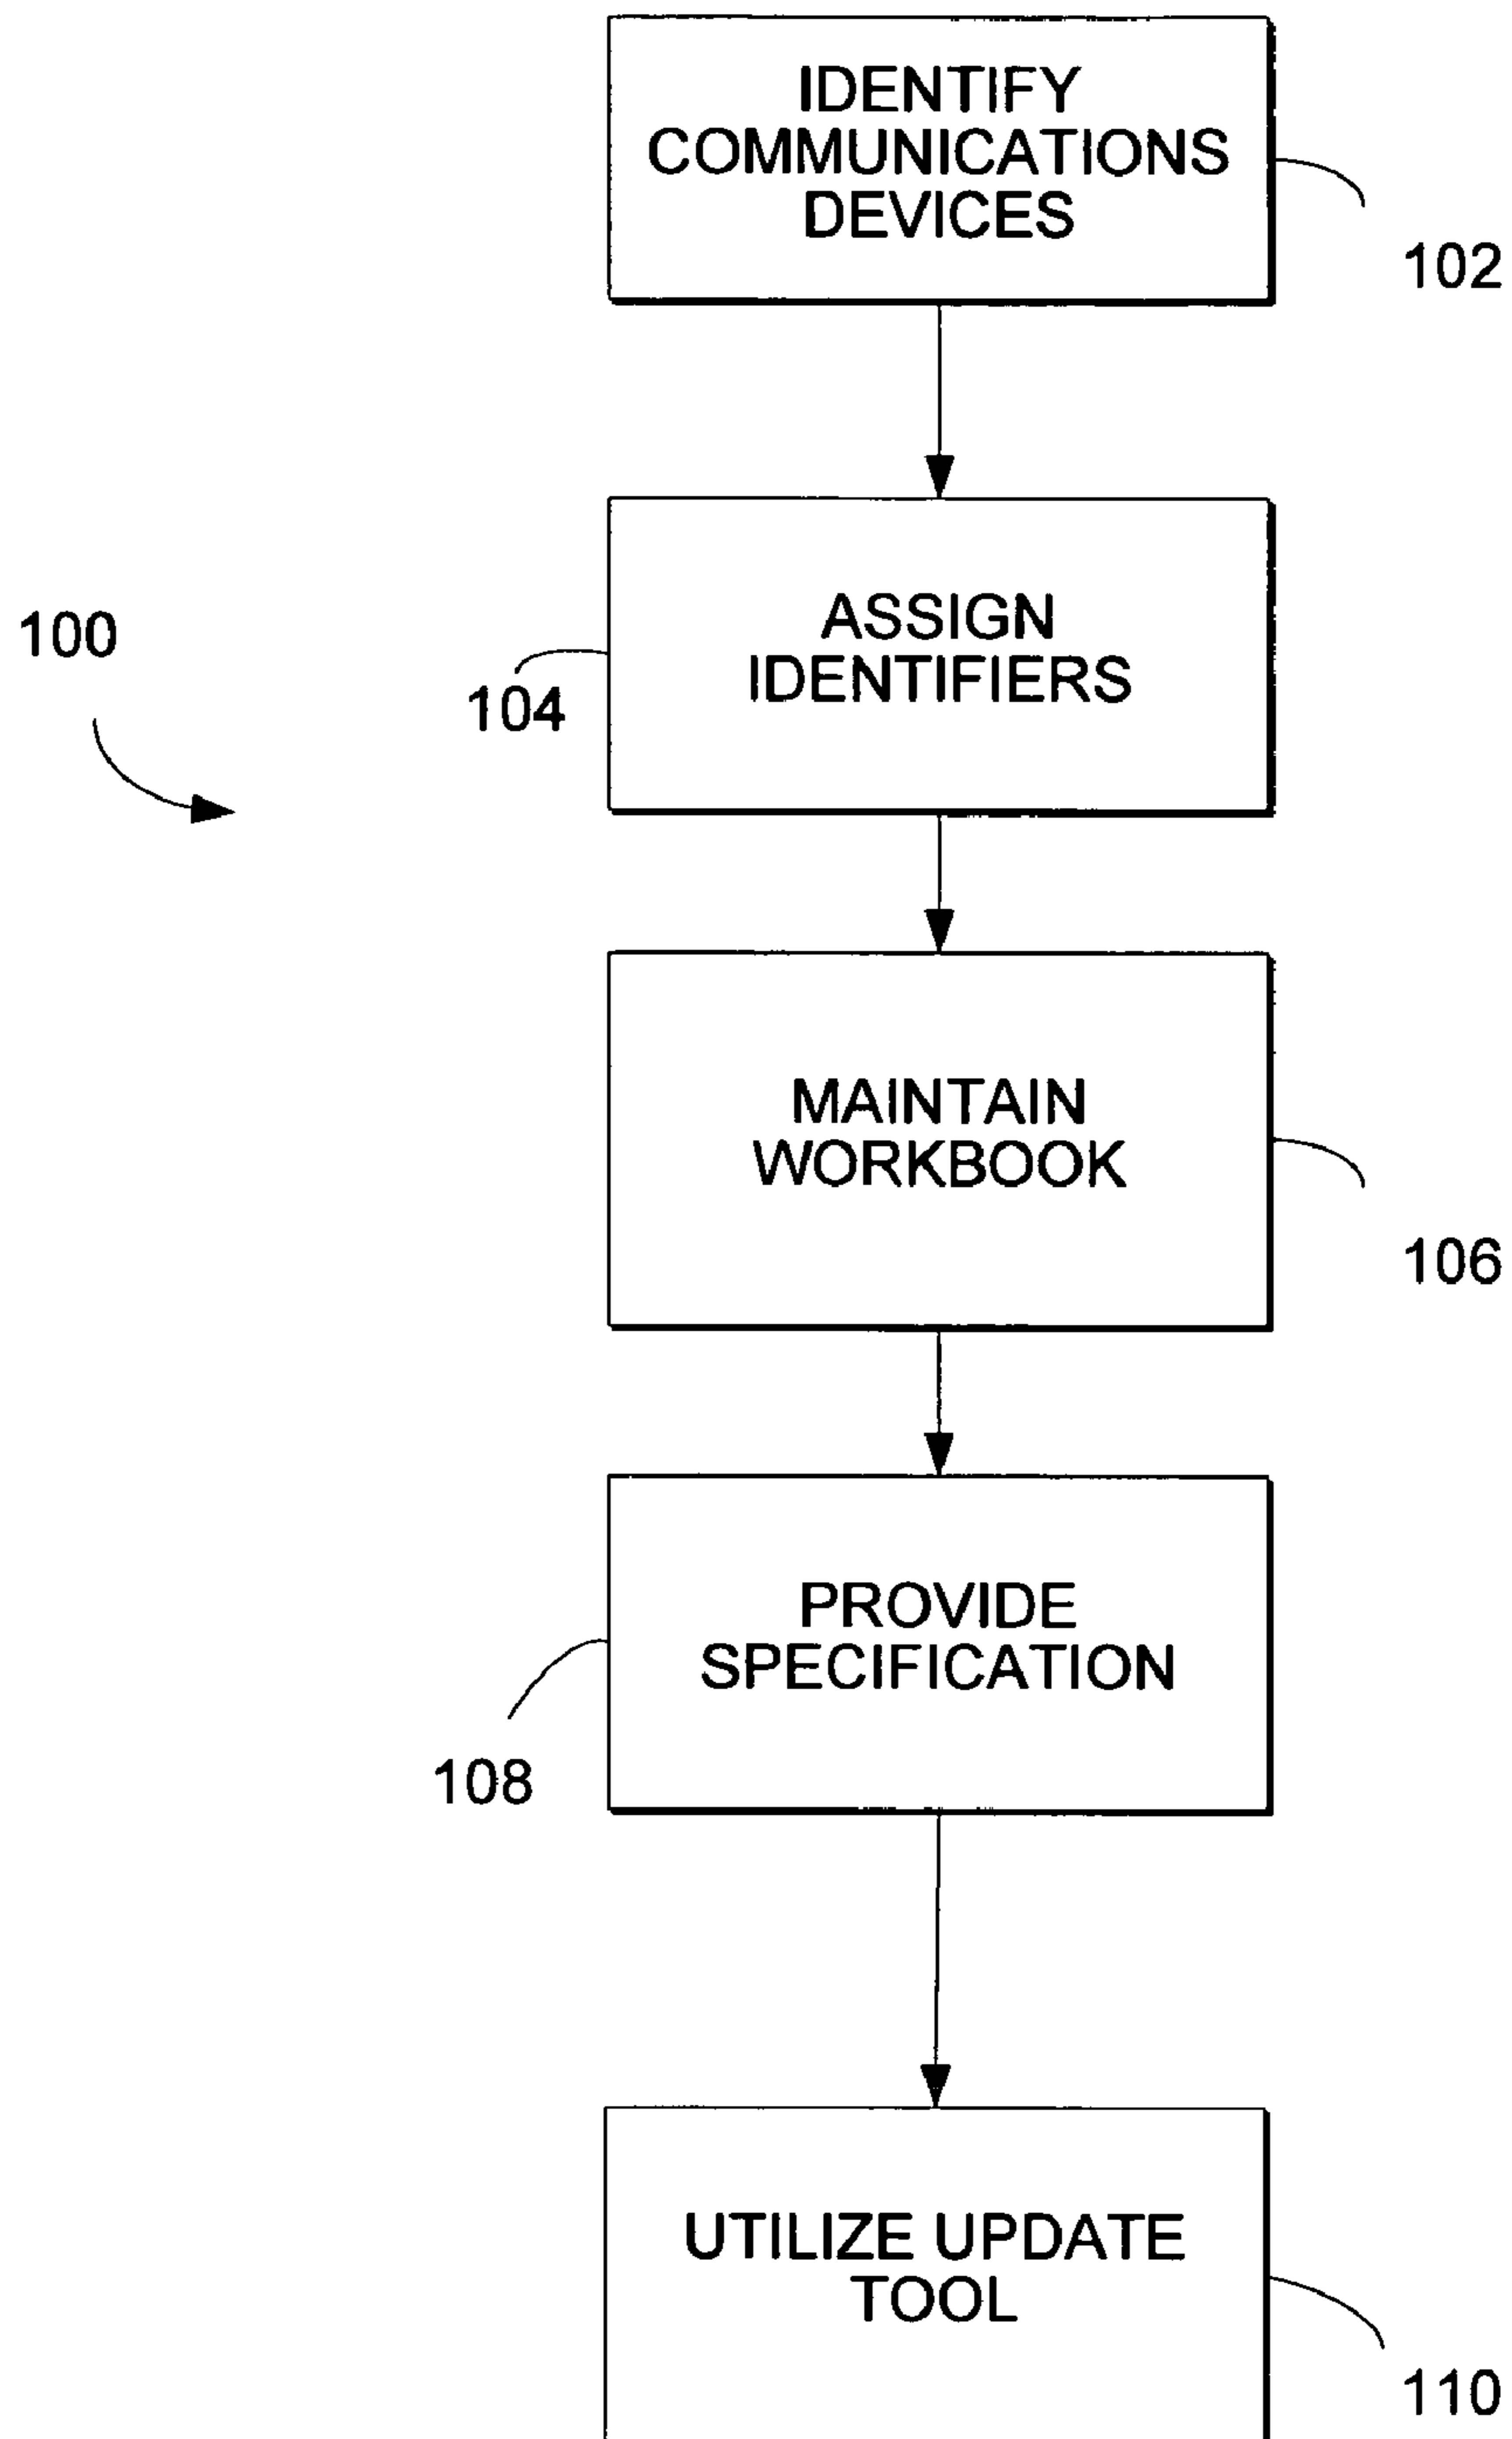 IDENTIFY
COMMUNICATIONS
DEVICES
102
ASSIGN
IDENTIFIERS
100
104
MAINTAIN
WORKBOOK
106
PROVIDE
SPECIFICATION
108
UTILIZE UPDATE
TOOL
110